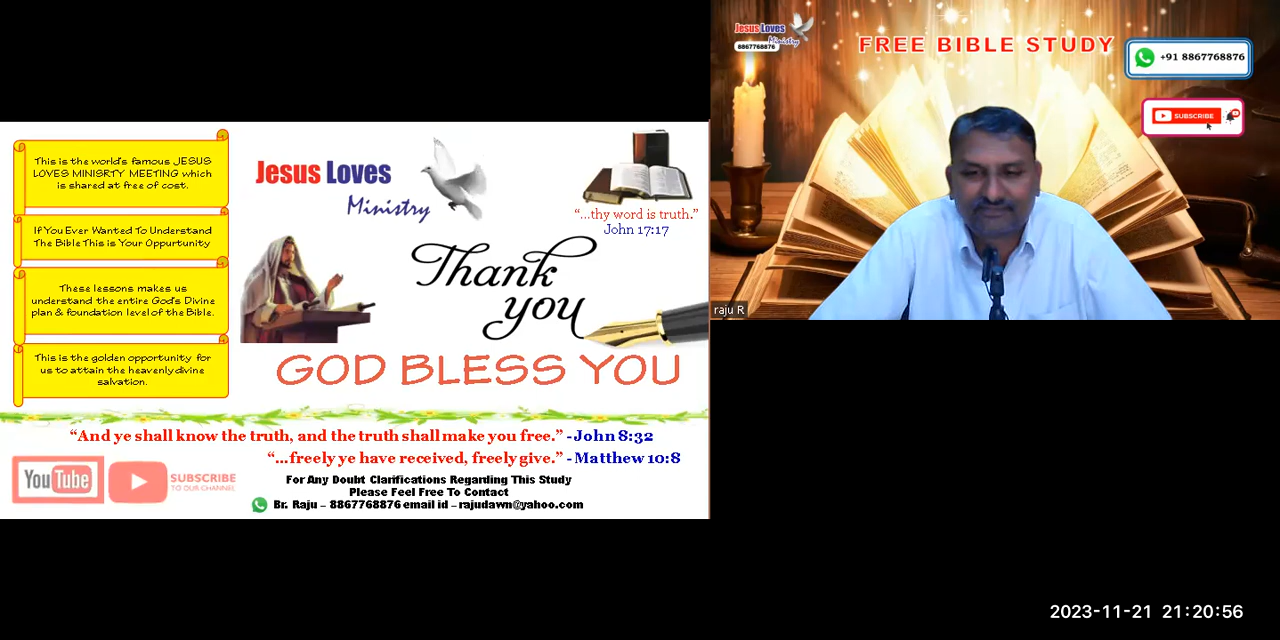 This is the world's famous JESUS
LOVES MINISRTY MEETING which
is shared at free of cost.
If You Ever Wanted To Understand
The Bible This is Your Oppurtunity
These lessons makes us
understand the entire God's Divine
plan & foundation level of the Bible.
This is the golden opportunity for
us to attain the heavenly divine
salvation.
Jesus Loves
Ministry
"...thy word is truth."
John 17:17
Thank
you
GOD BLESS YOU
"And ye shall know the truth, and the truth shall make you free." - John 8:32
"...freely ye have received, freely give." - Matthew 10:8
YouTube
SUBSCRIBE
TO OUR CHANNEL
For Any Doubt Clarifications Regarding This Study
Please Feel Free To Contact
Br. Raju – 8867768876 email id – rajudawn@yahoo.com
Jesus Loves
Ministry
8867768876
FREE BIBLE STUDY
+91 8867768876
SUBSCRIBE
raju R
2023-11-21 21:20:56